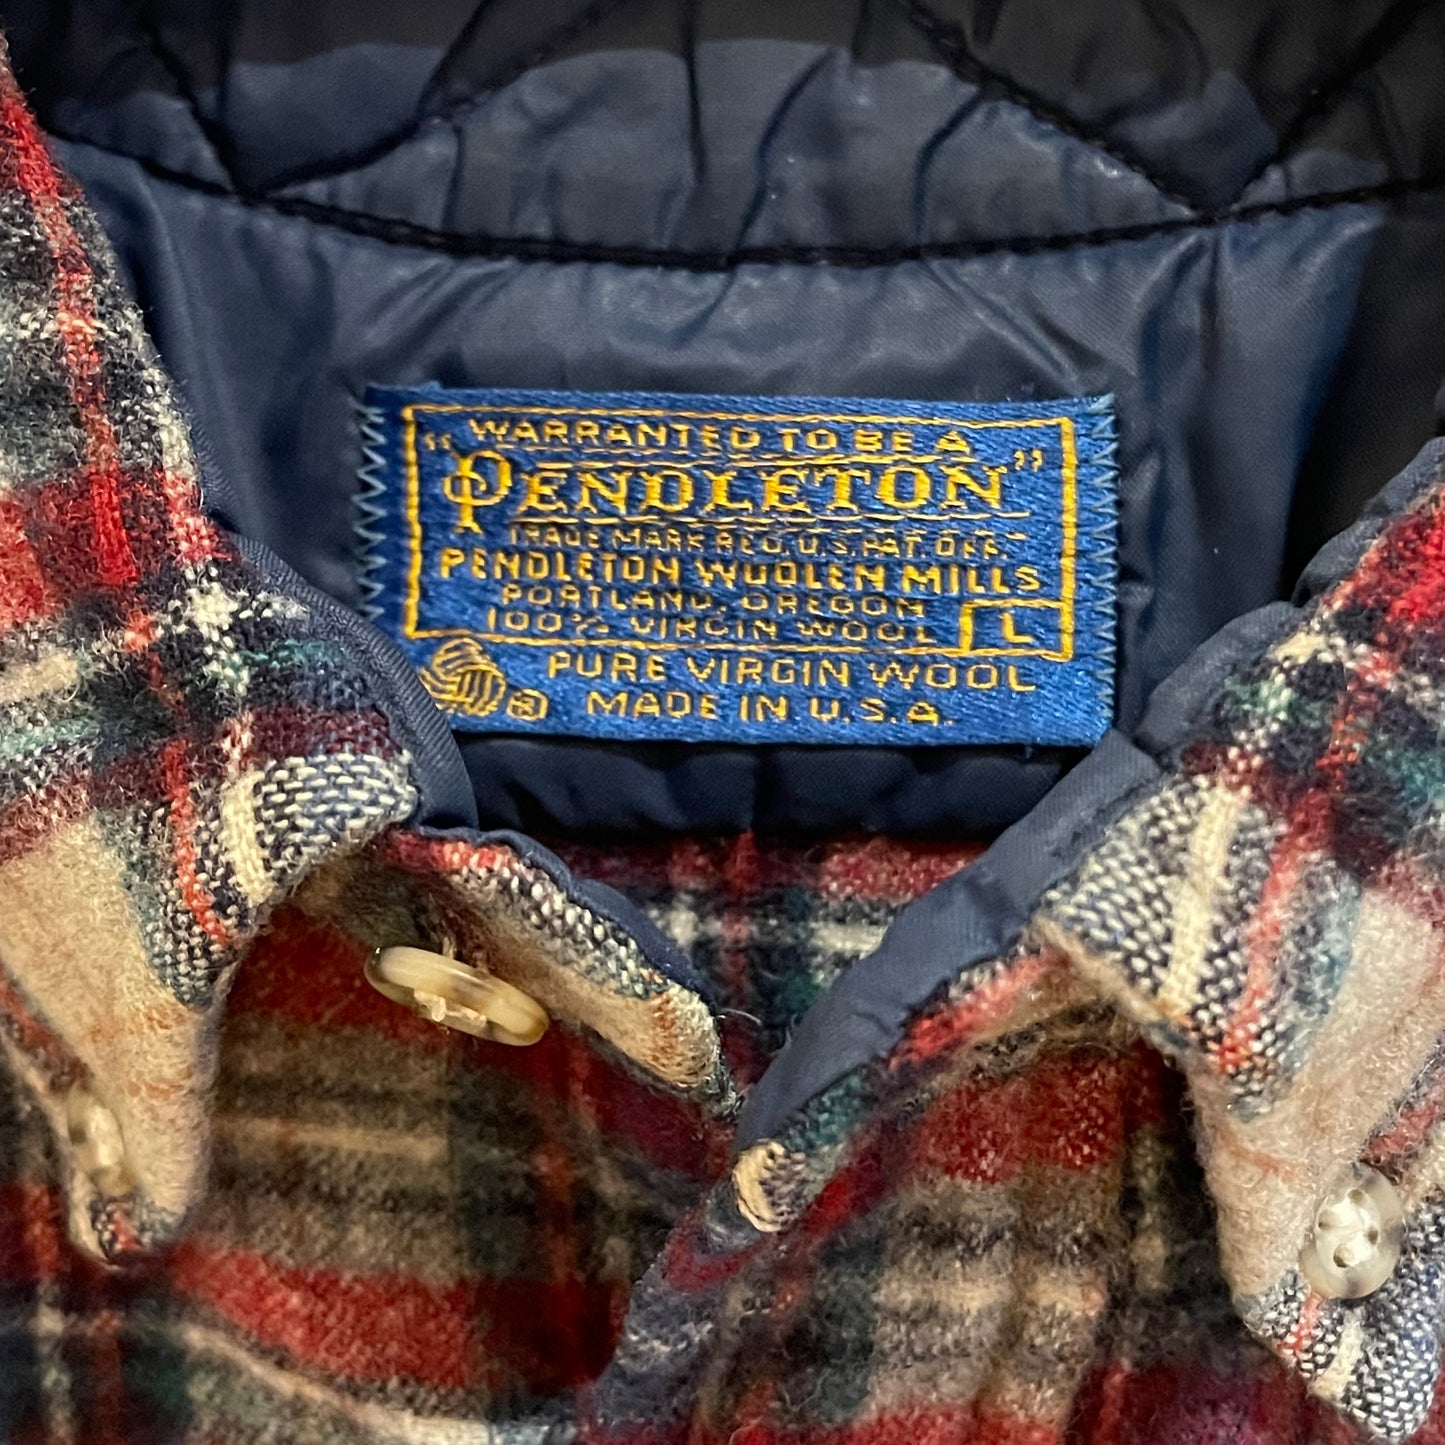 WARRANTED TO BE A
"PENDLETON"
TRADE MARK REG. U.S. PAT. OFF.
PENDLETON WOOLEN MILLS
PORTLAND, OREGON
100% VIRGIN WOOL L
PURE VIRGIN WOOL
® MADE IN U.S.A.